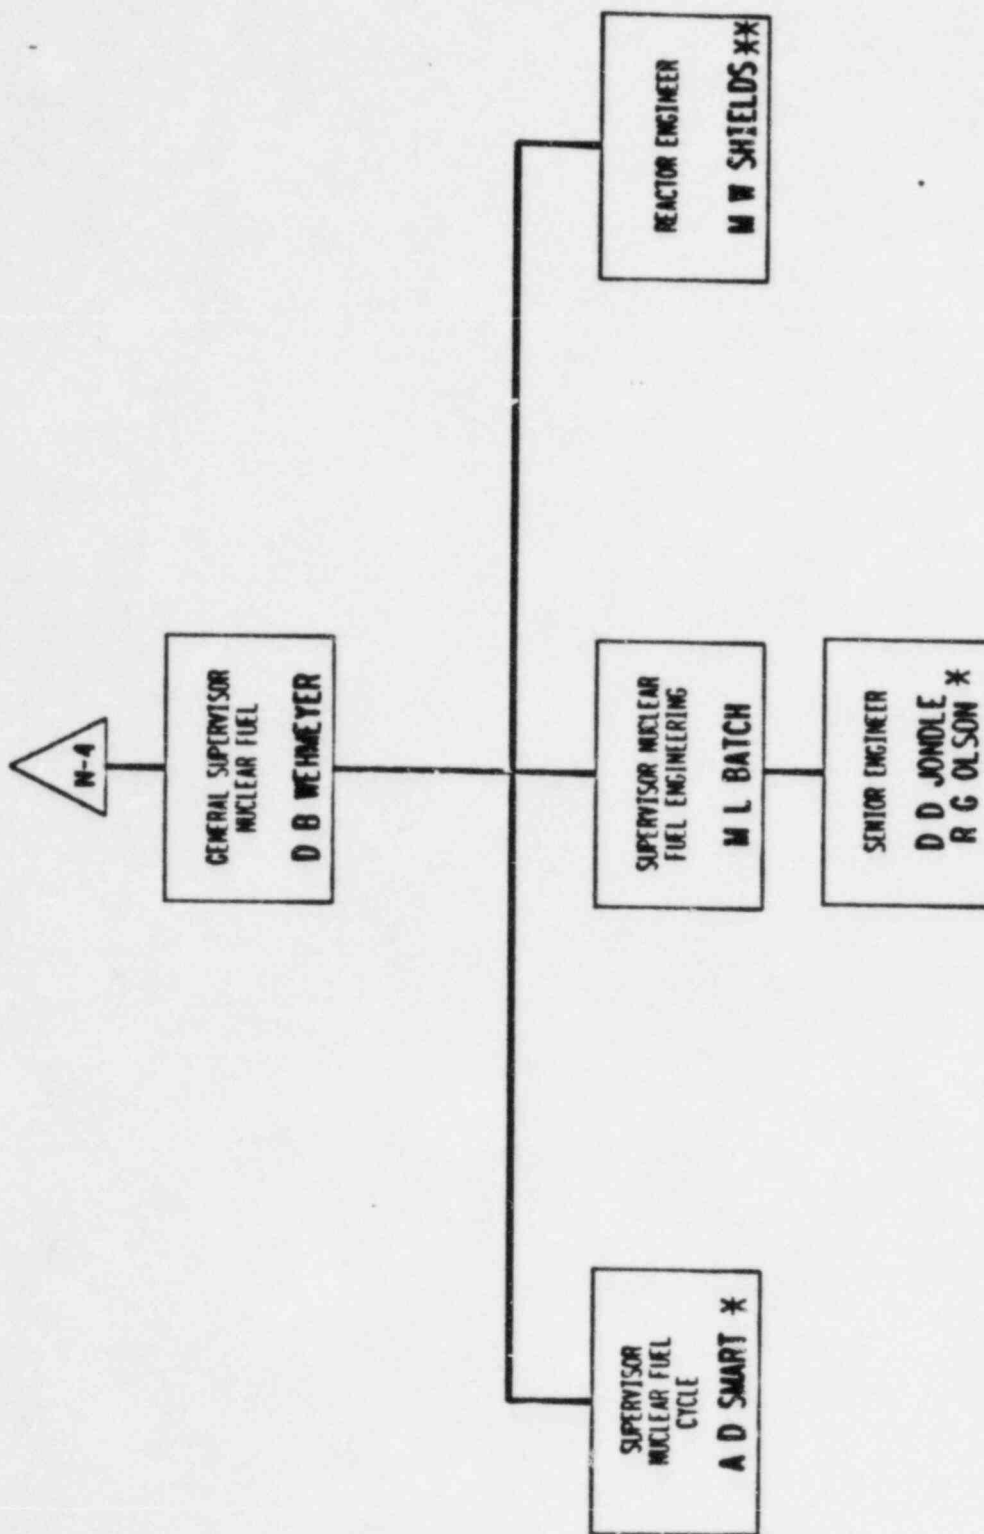 N-4
GENERAL SUPERVISOR
NUCLEAR FUEL
D B WEHMEYER
SUPERVISOR
NUCLEAR FUEL
CYCLE
A D SMART *
SUPERVISOR NUCLEAR
FUEL ENGINEERING
M L BATCH
REACTOR ENGINEER
M W SHIELDS **
SENIOR ENGINEER
D D JONDLE
R G OLSON *